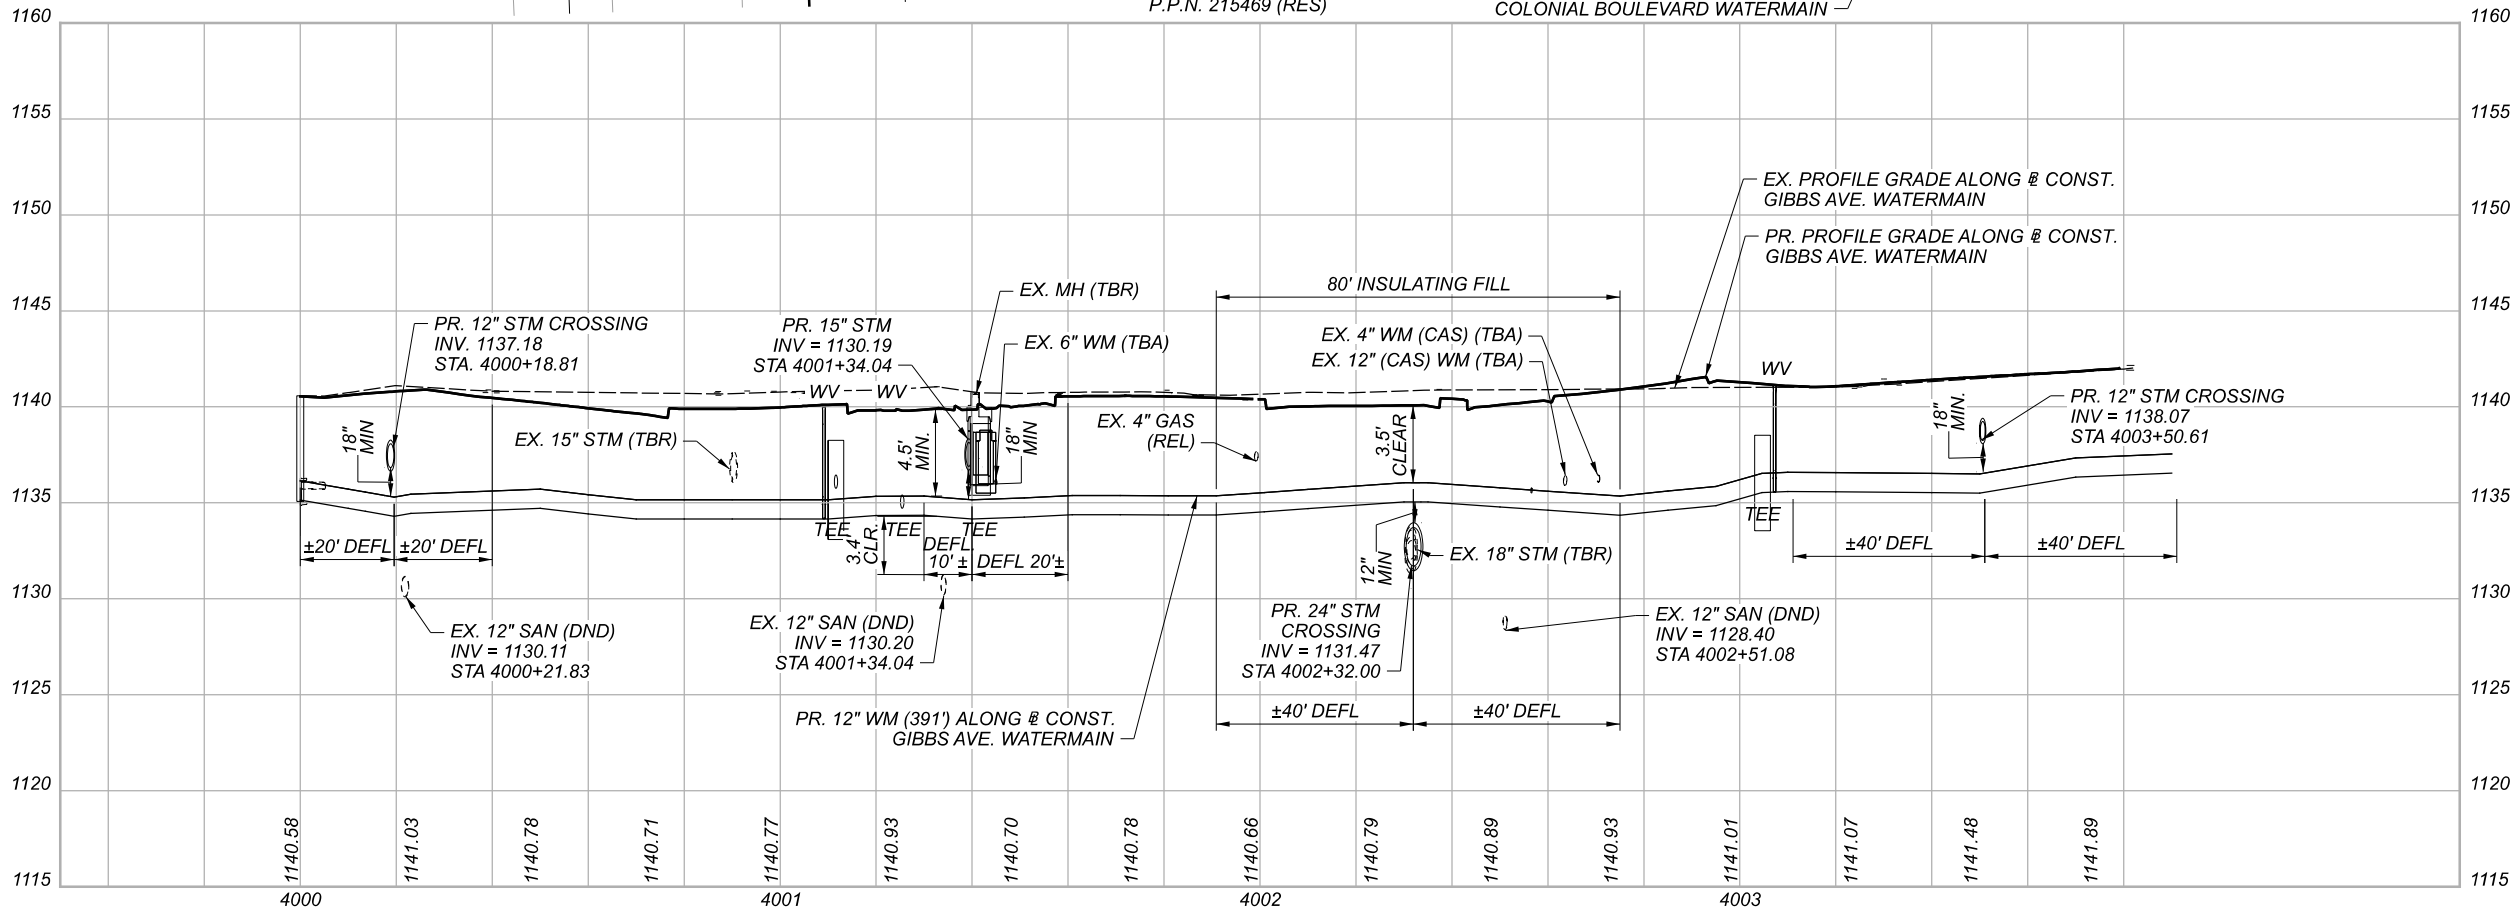 P.P.N. 215469 (RES)
COLONIAL BOULEVARD WATERMAIN
1160
1160
1155
1155
1150
1150
1145
1145
1140
1140
1135
1135
1130
1130
1125
1125
1120
1120
1115
1115
EX. PROFILE GRADE ALONG ⅊ CONST.
GIBBS AVE. WATERMAIN
PR. PROFILE GRADE ALONG ⅊ CONST.
GIBBS AVE. WATERMAIN
80' INSULATING FILL
EX. MH (TBR)
PR. 12" STM CROSSING
INV. 1137.18
STA. 4000+18.81
PR. 15" STM
INV = 1130.19
STA 4001+34.04
EX. 6" WM (TBA)
EX. 4" WM (CAS) (TBA)
EX. 12" (CAS) WM (TBA)
WV
WV
WV
18"
MIN
EX. 15" STM (TBR)
4.5'
MIN.
18"
MIN
EX. 4" GAS
(REL)
3.5'
CLEAR
18"
MIN.
PR. 12" STM CROSSING
INV = 1138.07
STA 4003+50.61
TEE
TEE
TEE
TEE
3.4'
CLR.
±20' DEFL
±20' DEFL
DEFL.
10' ±
DEFL 20'±
12"
MIN
EX. 18" STM (TBR)
±40' DEFL
±40' DEFL
EX. 12" SAN (DND)
INV = 1130.11
STA 4000+21.83
EX. 12" SAN (DND)
INV = 1130.20
STA 4001+34.04
PR. 24" STM
CROSSING
INV = 1131.47
STA 4002+32.00
EX. 12" SAN (DND)
INV = 1128.40
STA 4002+51.08
PR. 12" WM (391') ALONG ⅊ CONST.
GIBBS AVE. WATERMAIN
±40' DEFL
±40' DEFL
1140.58
1141.03
1140.78
1140.71
1140.77
1140.93
1140.70
1140.78
1140.66
1140.79
1140.89
1140.93
1141.01
1141.07
1141.48
1141.89
4000
4001
4002
4003